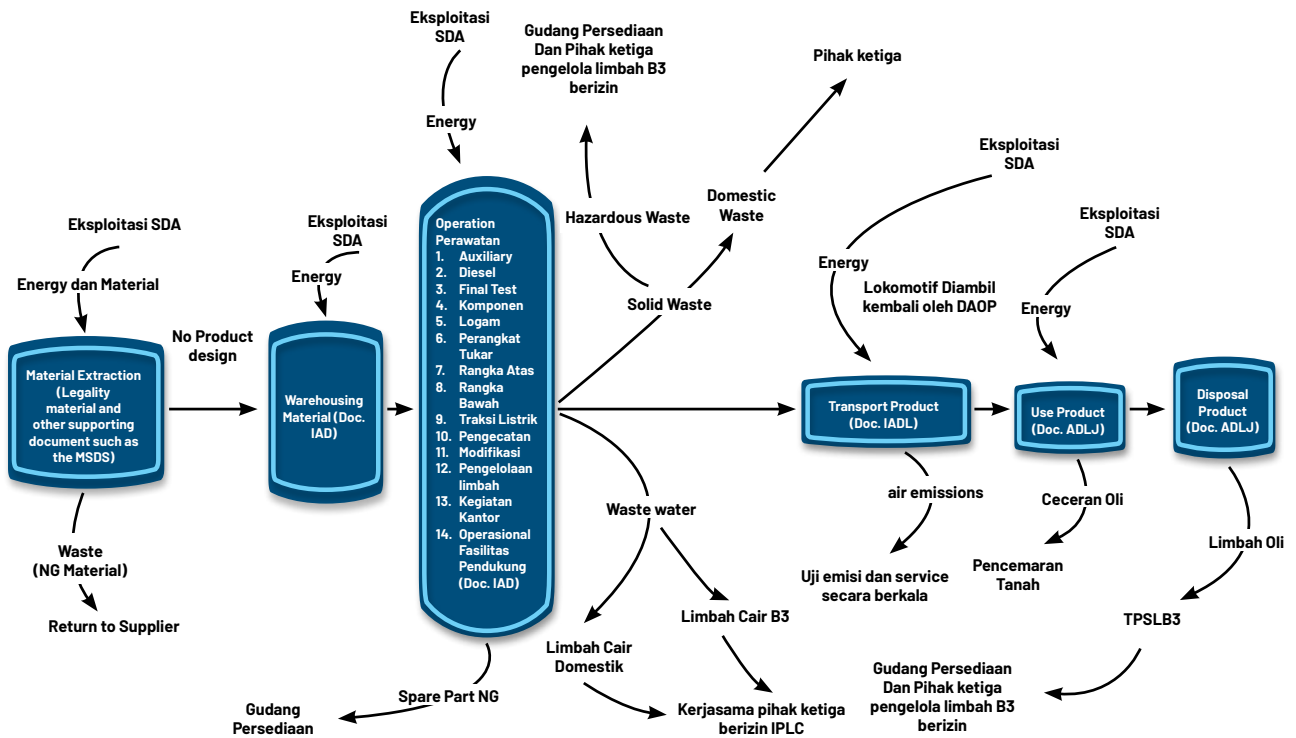 Eksploitasi SDA
Energy dan Material
Material Extraction
(Legality
material and
other supporting
document such as
the MSDS)
Waste
(NG Material)
Return to Supplier
No Product
design
Eksploitasi
SDA
Energy
Warehousing
Material (Doc.
IAD)
Eksploitasi
SDA
Energy
Operation
Perawatan
1. Auxiliary
2. Diesel
3. Final Test
4. Komponen
5. Logam
6. Perangkat
Tukar
7. Rangka Atas
8. Rangka
Bawah
9. Traksi Listrik
10. Pengecatan
11. Modifikasi
12. Pengelolaan
limbah
13. Kegiatan
Kantor
14. Operasional
Fasilitas
Pendukung
(Doc. IAD)
Spare Part NG
Gudang
Persediaan
Gudang Persediaan
Dan Pihak ketiga
pengelola limbah B3
berizin
Hazardous Waste
Solid Waste
Domestic
Waste
Pihak ketiga
Waste water
Limbah Cair
Domestik
Limbah Cair B3
Kerjasama pihak ketiga
berizin IPLC
Eksploitasi
SDA
Energy
Lokomotif Diambil
kembali oleh DAOP
Transport Product
(Doc. IADL)
air emissions
Uji emisi dan service
secara berkala
Eksploitasi
SDA
Energy
Use Product
(Doc. ADLJ)
Ceceran Oli
Pencemaran
Tanah
Disposal
Product
(Doc. ADLJ)
Limbah Oli
TPSLB3
Gudang Persediaan
Dan Pihak ketiga
pengelola limbah B3
berizin